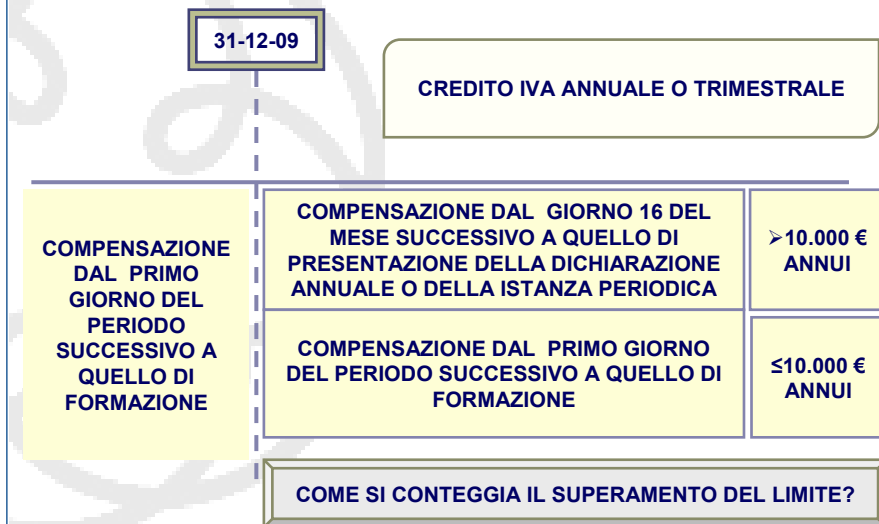 31-12-09
CREDITO IVA ANNUALE O TRIMESTRALE
COMPENSAZIONE
DAL PRIMO
GIORNO DEL
PERIODO
SUCCESSIVO A
QUELLO DI
FORMAZIONE
COMPENSAZIONE DAL GIORNO 16 DEL
MESE SUCCESSIVO A QUELLO DI
PRESENTAZIONE DELLA DICHIARAZIONE
ANNUALE O DELLA ISTANZA PERIODICA
➢10.000 €
ANNUI
COMPENSAZIONE DAL PRIMO GIORNO
DEL PERIODO SUCCESSIVO A QUELLO DI
FORMAZIONE
≤10.000 €
ANNUI
COME SI CONTEGGIA IL SUPERAMENTO DEL LIMITE?